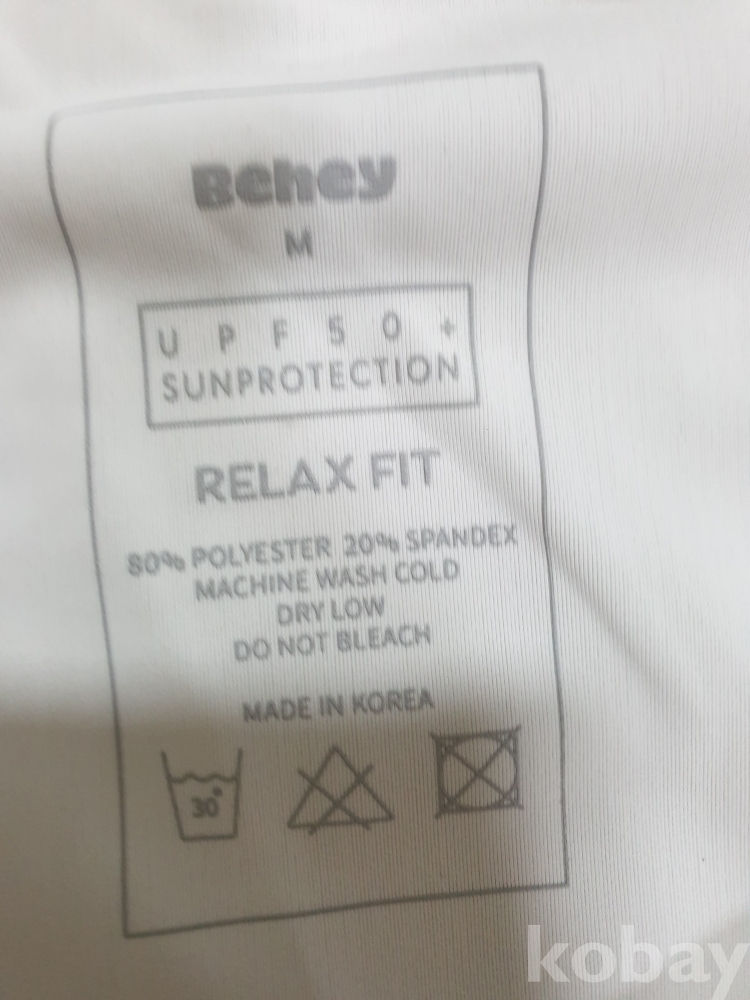 Behey
M
UPF50+
SUNPROTECTION
RELAX FIT
80% POLYESTER 20% SPANDEX
MACHINE WASH COLD
DRY LOW
DO NOT BLEACH
MADE IN KOREA
30°
kobay